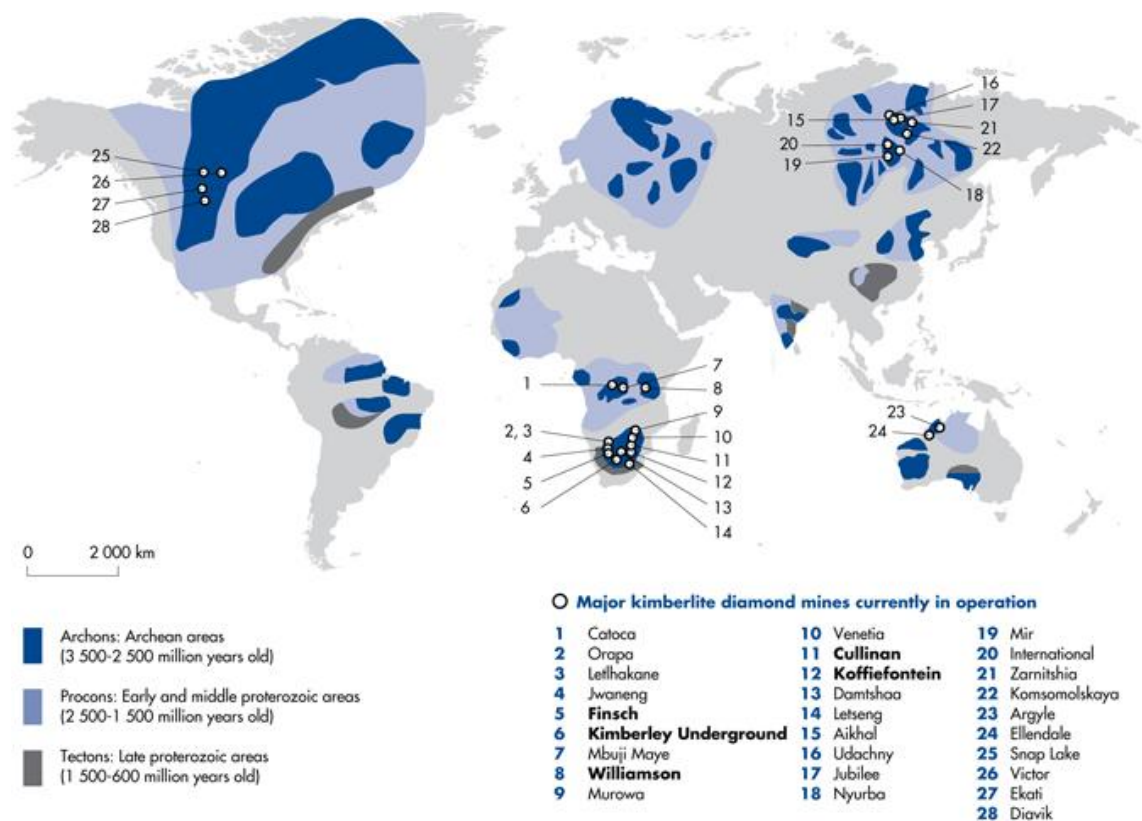 16
15
17
21
20
22
19
18
25
26
27
28
7
1
8
9
23
2, 3
24
10
4
11
5
12
13
6
14
0 2 000 km
Archons: Archean areas
(3 500-2 500 million years old)
Procons: Early and middle proterozoic areas
(2 500-1 500 million years old)
Tectons: Late proterozoic areas
(1 500-600 million years old)
Major kimberlite diamond mines currently in operation
1 Catoca
2 Orapa
3 Letlhakane
4 Jwaneng
5 Finsch
6 Kimberley Underground
7 Mbuji Maye
8 Williamson
9 Murowa
10 Venetia
11 Cullinan
12 Koffiefontein
13 Damtshaa
14 Letseng
15 Aikhal
16 Udachny
17 Jubilee
18 Nyurba
19 Mir
20 International
21 Zarnitshia
22 Komsomolskaya
23 Argyle
24 Ellendale
25 Snap Lake
26 Victor
27 Ekati
28 Diavik